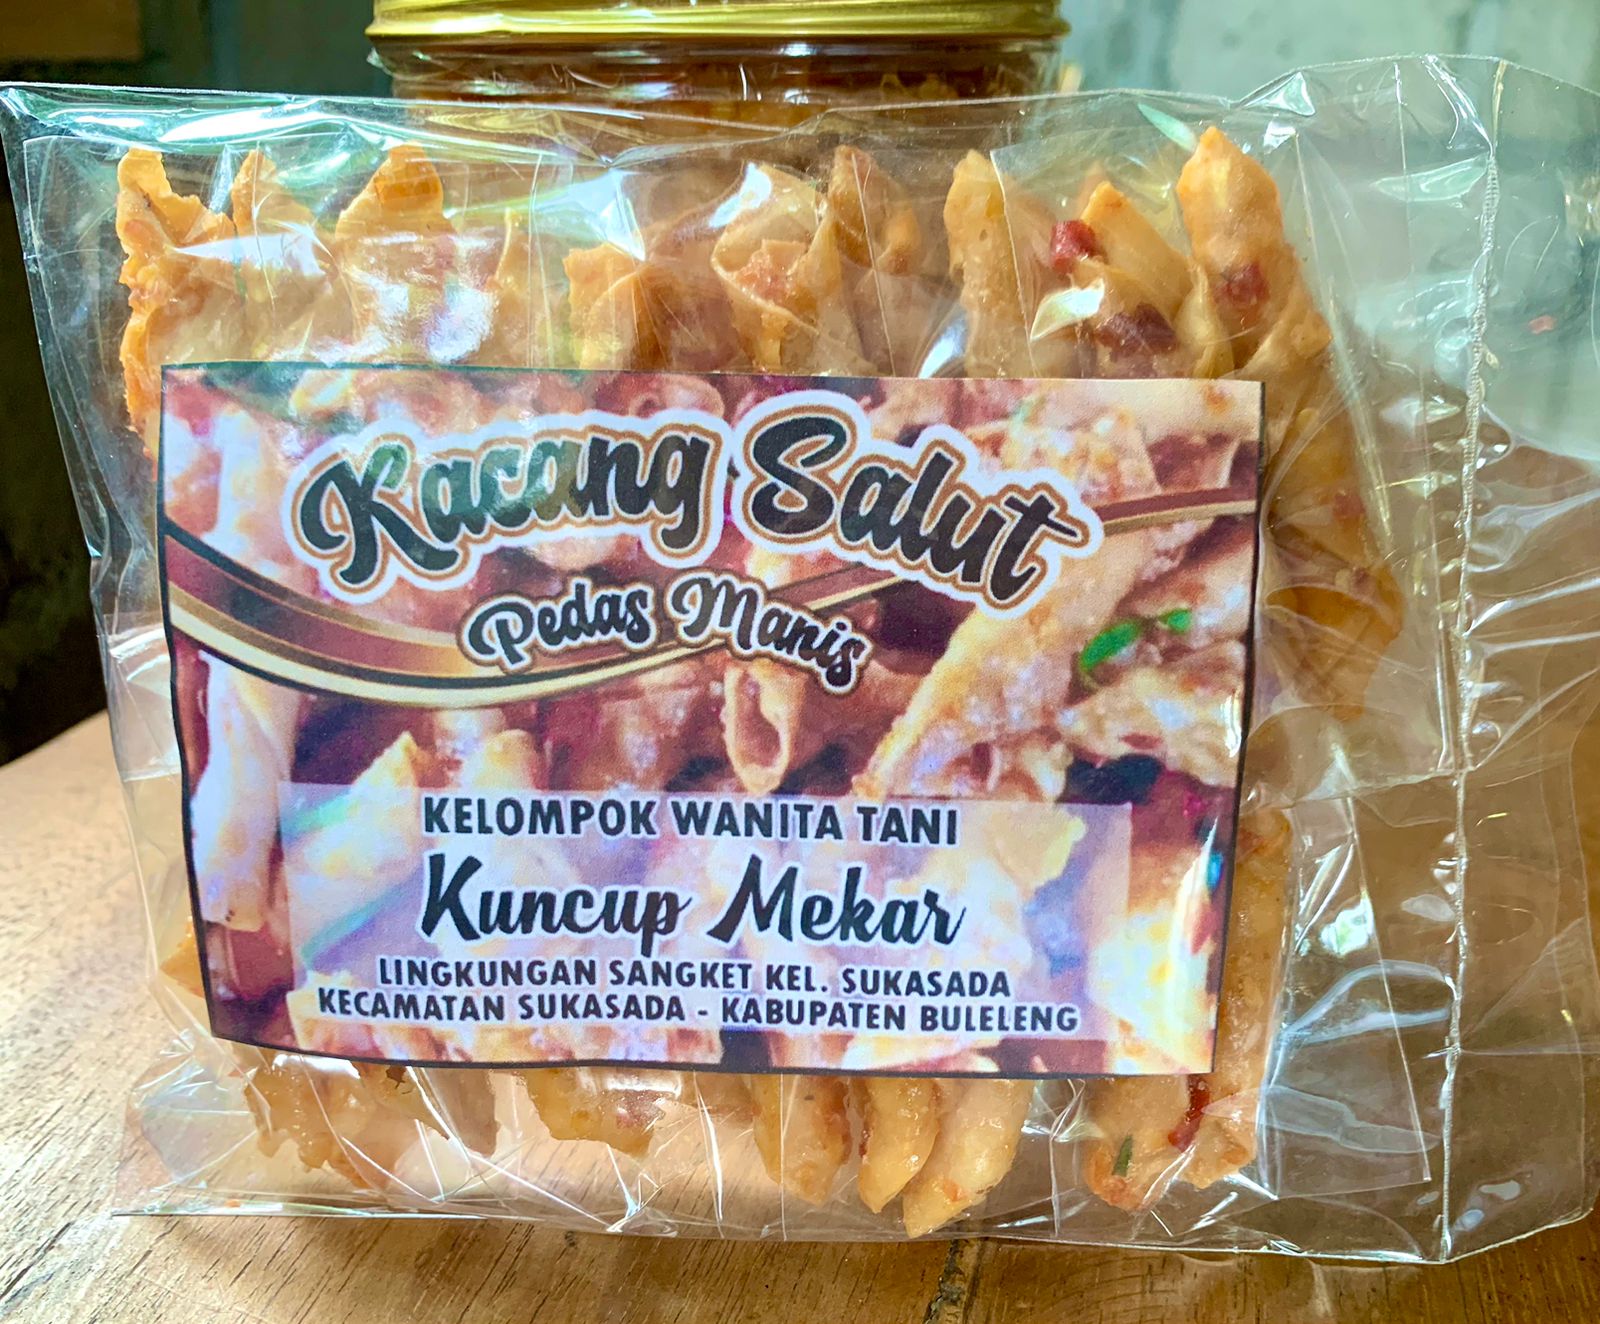 Kacang Salut
Pedas Manis
KELOMPOK WANITA TANI
Kuncup Mekar
LINGKUNGAN SANGKET KEL. SUKASADA
KECAMATAN SUKASADA - KABUPATEN BULELENG